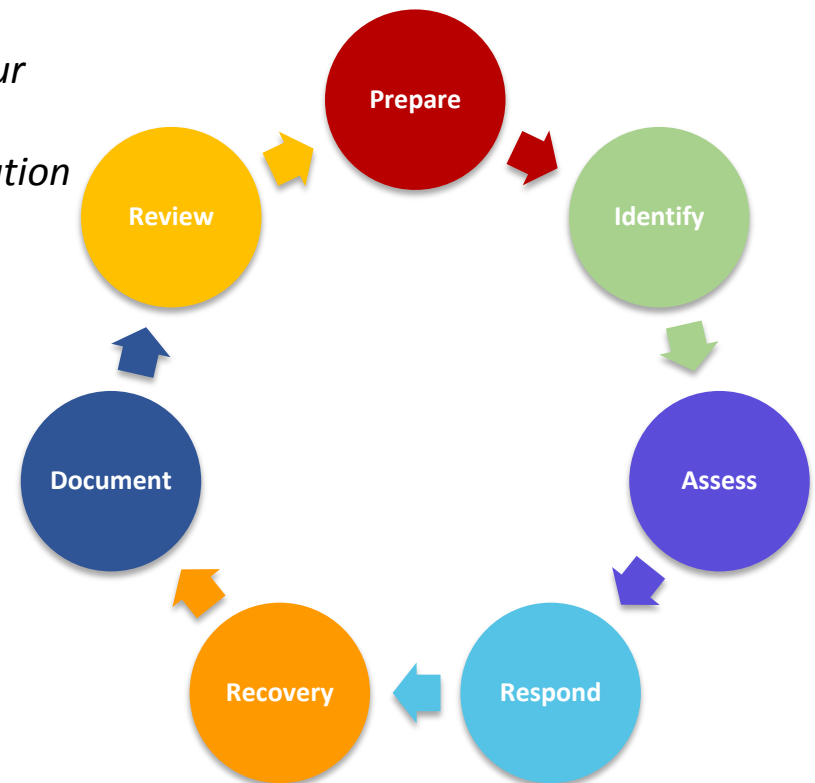 Prepare
Identify
Assess
Respond
Recovery
Document
Review